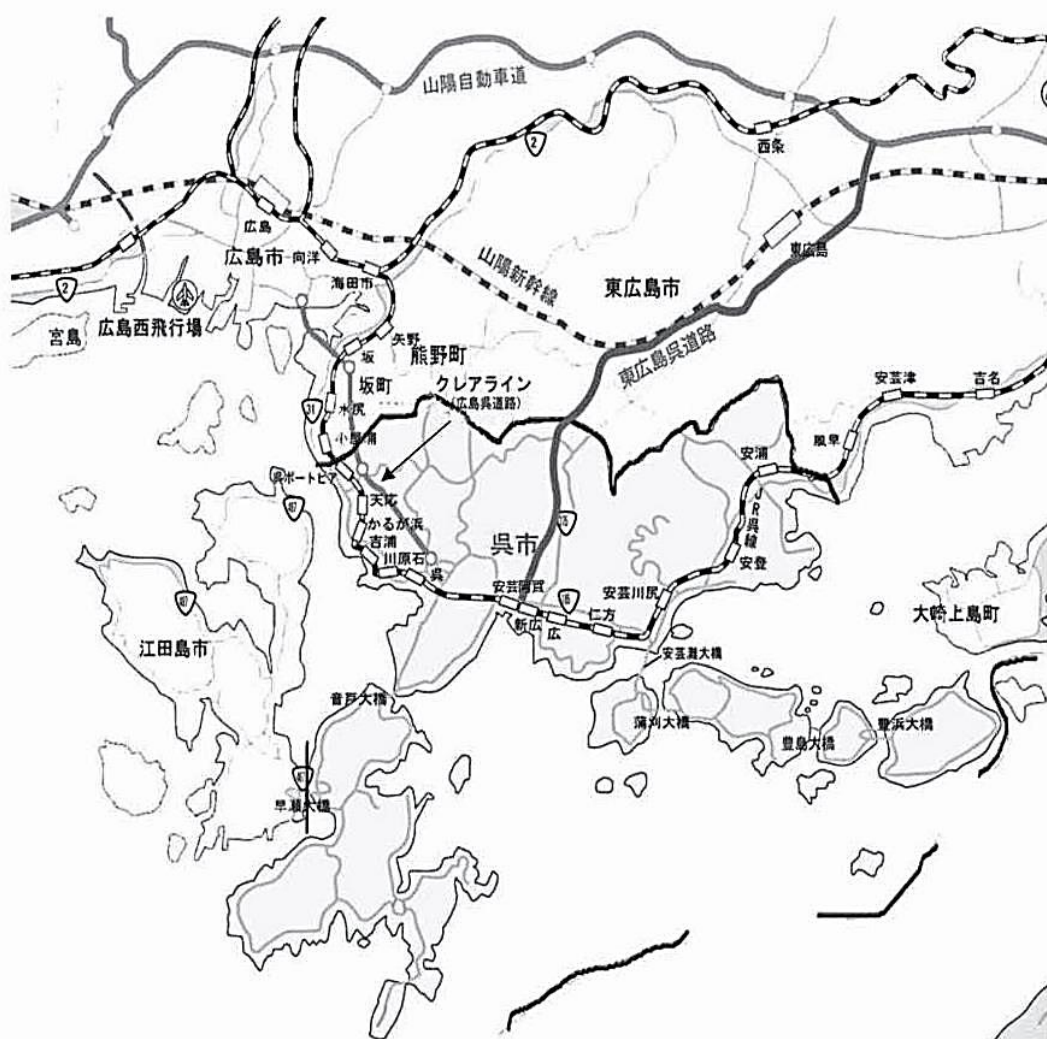 山陽自動車道
2
西条
広島
広島市
向洋
山陽新幹線
東広島
海田市
東広島市
2
宮島
広島西飛行場
矢野
坂
熊野町
東広島呉道路
坂町
クレアライン
(広島呉道路)
安芸津
吉名
31
水尻
小屋浦
風早
安浦
呉ポートピア
487
天応
JR呉線
かるが浜
吉浦
呉市
川原石
安登
呉
安芸阿賀
安芸川尻
487
185
仁方
新広
広
大崎上島町
江田島市
安芸灘大橋
音戸大橋
蒲刈大橋
豊浜大橋
豊島大橋
487
早瀬大橋